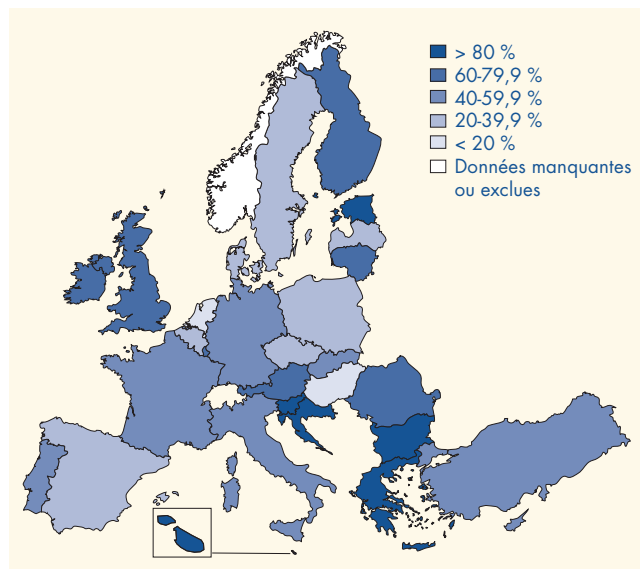 > 80 %
60-79,9 %
40-59,9 %
20-39,9 %
< 20 %
Données manquantes
ou exclues